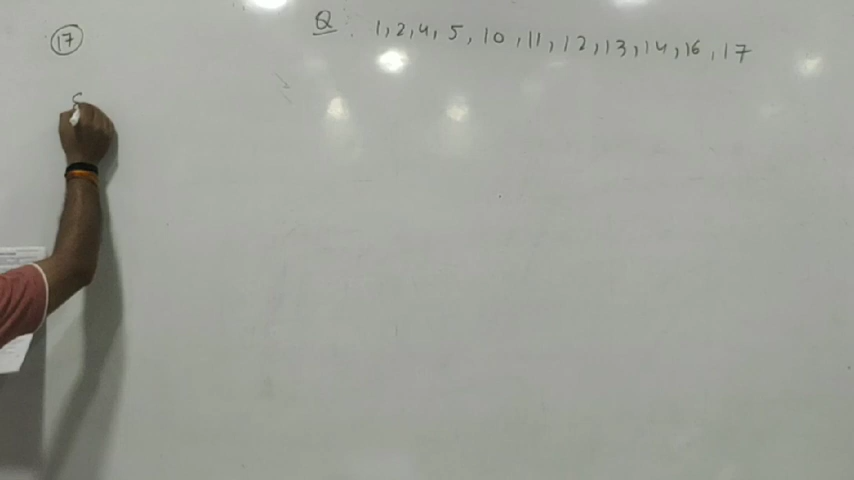 Q. 1, 2, 4, 5, 10, 11, 12, 13, 14, 16, 17
17